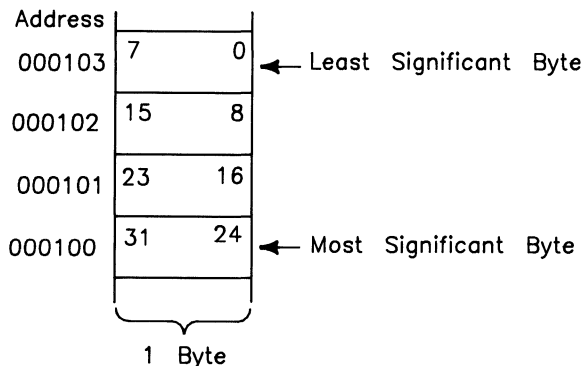 Address
000103 7 0 Least Significant Byte
000102 15 8
000101 23 16
000100 31 24 Most Significant Byte
1 Byte